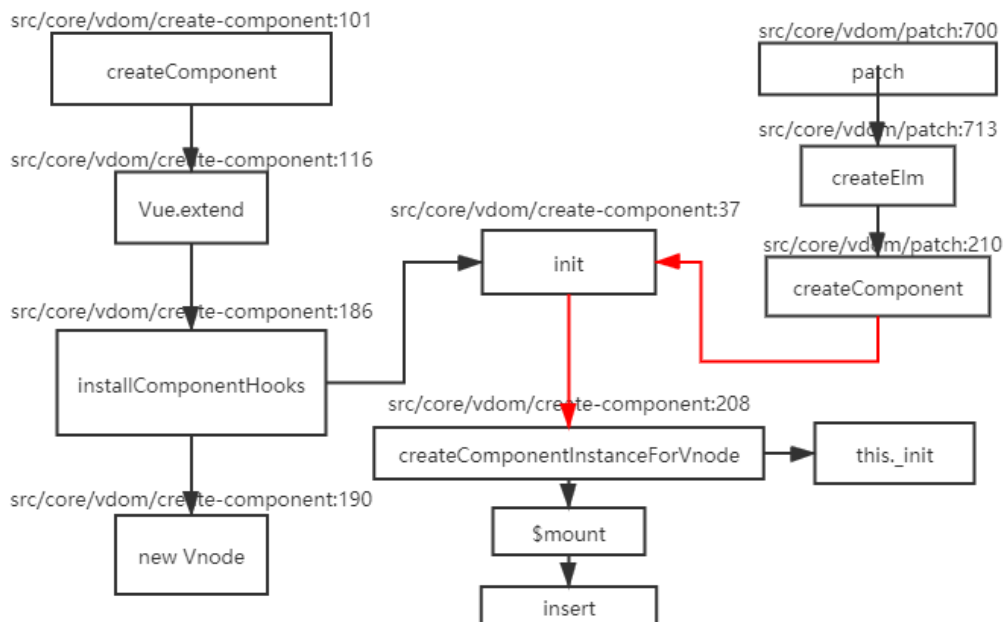 src/core/vdom/create-component:101
createComponent
src/core/vdom/create-component:116
Vue.extend
src/core/vdom/create-component:186
installComponentHooks
src/core/vdom/create-component:190
new Vnode
src/core/vdom/create-component:37
init
src/core/vdom/create-component:208
createComponentInstanceForVnode
this._init
$mount
insert
src/core/vdom/patch:700
patch
src/core/vdom/patch:713
createElm
src/core/vdom/patch:210
createComponent